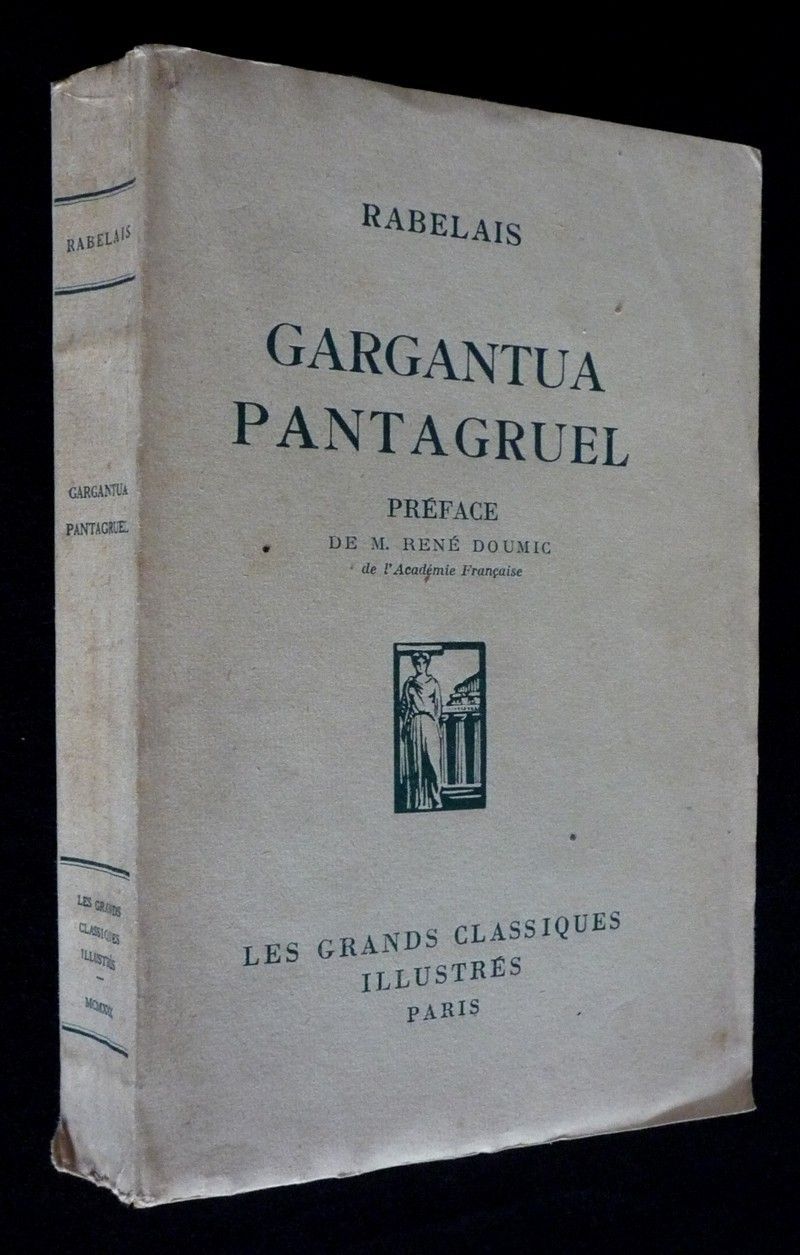 RABELAIS
GARGANTUA
PANTAGRUEL
LES GRANDS
CLASSIQUES
ILLUSTRÉS
RABELAIS
GARGANTUA
PANTAGRUEL
PRÉFACE
DE M. RENÉ DOUMIC
de l'Académie Française
LES GRANDS CLASSIQUES
ILLUSTRÉS
PARIS